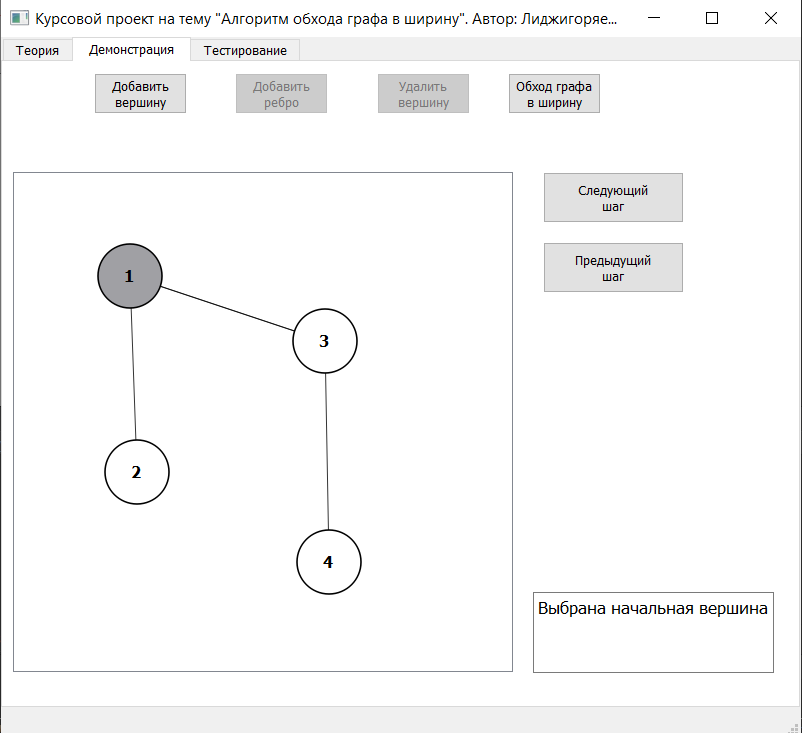 Курсовой проект на тему "Алгоритм обхода графа в ширину". Автор: Лиджигоряе...
Теория
Демонстрация
Тестирование
Добавить
вершину
Добавить
ребро
Удалить
вершину
Обход графа
в ширину
Следующий
шаг
Предыдущий
шаг
1
3
2
4
Выбрана начальная вершина